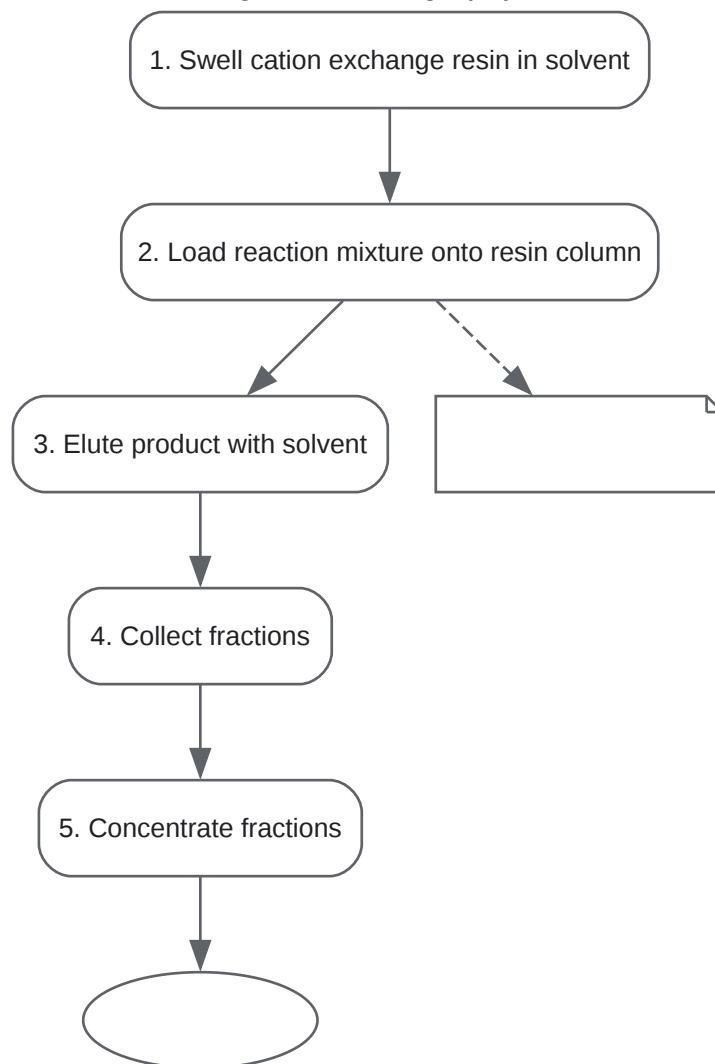 1. Swell cation exchange resin in solvent
2. Load reaction mixture onto resin column
3. Elute product with solvent
4. Collect fractions
5. Concentrate fractions